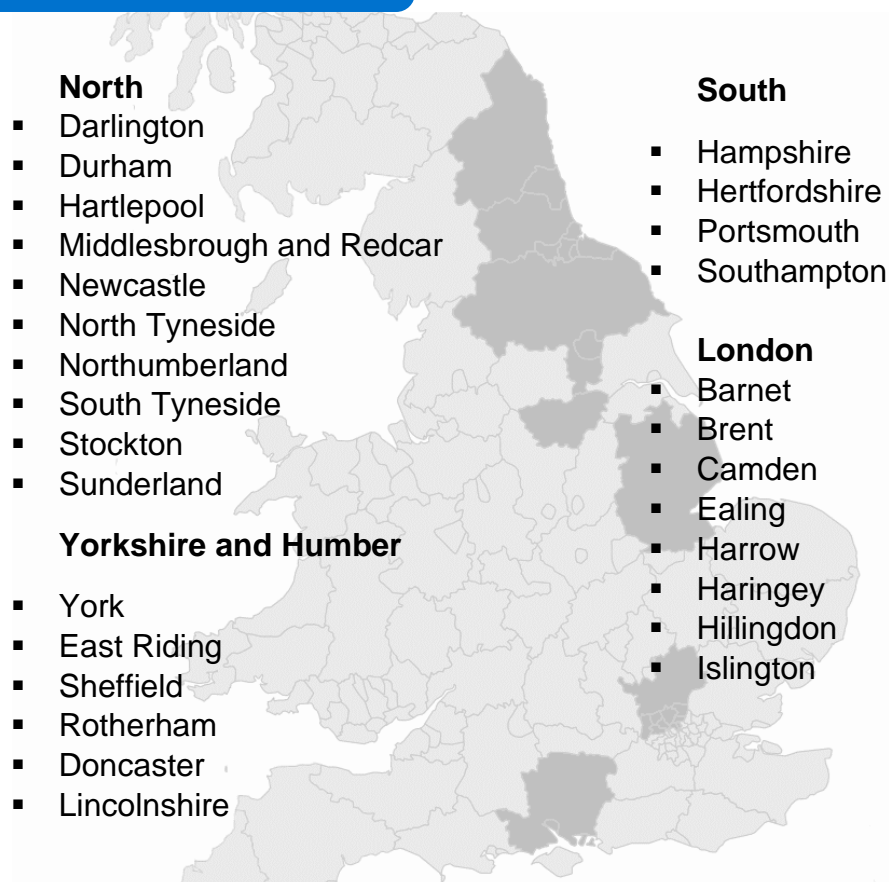 North
▪ Darlington
▪ Durham
▪ Hartlepool
▪ Middlesbrough and Redcar
▪ Newcastle
▪ North Tyneside
▪ Northumberland
▪ South Tyneside
▪ Stockton
▪ Sunderland
Yorkshire and Humber
▪ York
▪ East Riding
▪ Sheffield
▪ Rotherham
▪ Doncaster
▪ Lincolnshire
South
▪ Hampshire
▪ Hertfordshire
▪ Portsmouth
▪ Southampton
London
▪ Barnet
▪ Brent
▪ Camden
▪ Ealing
▪ Harrow
▪ Haringey
▪ Hillingdon
▪ Islington